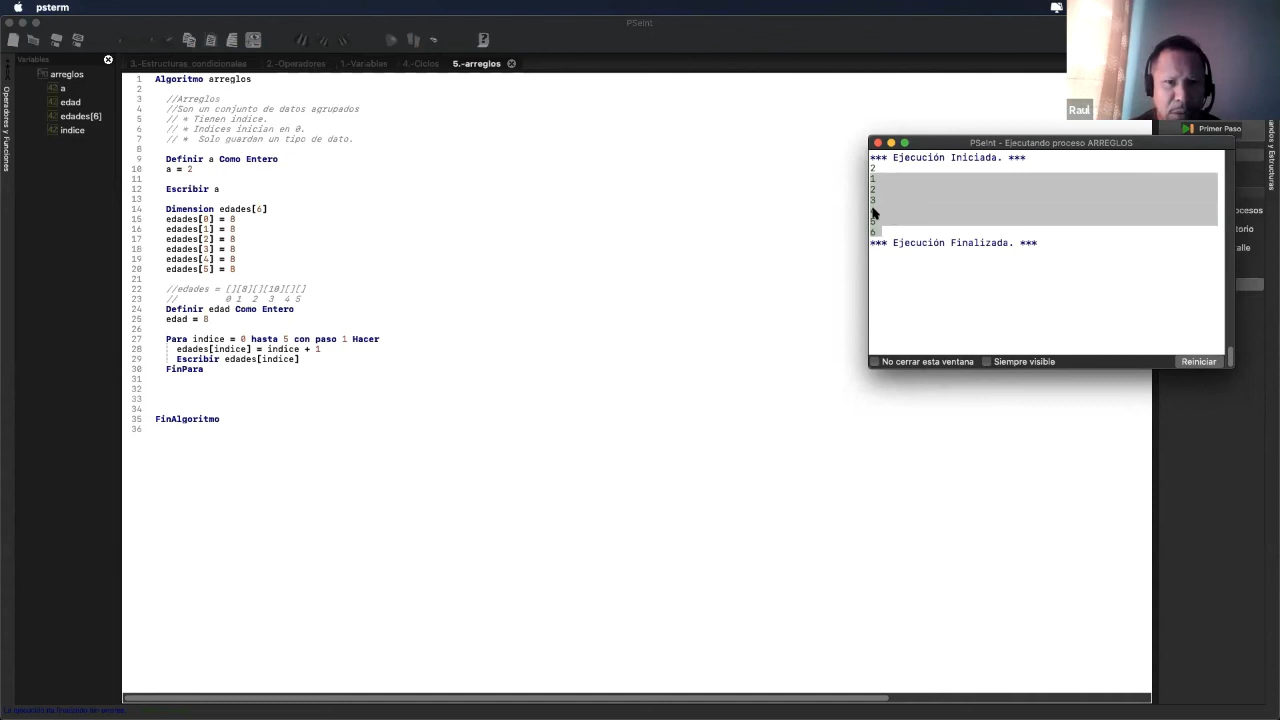 psterm
PSeInt
Variables
3.-Estructuras_condicionales
2.-Operadores
1.-Variables
4.-Ciclos
5.-arreglos
arreglos
42 a
42 edad
42 edades[6]
42 indice
Operadores y Funciones
1 Algoritmo arreglos
2
3 //Arreglos
4 //Son un conjunto de datos agrupados
5 // * Tienen indice.
6 // * Indices inician en 0.
7 // * Solo guardan un tipo de dato.
8
9 Definir a Como Entero
10 a = 2
11
12 Escribir a
13
14 Dimension edades[6]
15 edades[0] = 8
16 edades[1] = 8
17 edades[2] = 8
18 edades[3] = 8
19 edades[4] = 8
20 edades[5] = 8
21
22 //edades = [][8][][10][][]
23 // 0 1 2 3 4 5
24 Definir edad Como Entero
25 edad = 8
26
27 Para indice = 0 hasta 5 con paso 1 Hacer
28 edades[indice] = indice + 1
29 Escribir edades[indice]
30 FinPara
31
32
33
34
35 FinAlgoritmo
36
Raul
Primer Paso
PSeInt - Ejecutando proceso ARREGLOS
*** Ejecución Iniciada. ***
2
1
2
3
5
6
*** Ejecución Finalizada. ***
No cerrar esta ventana
Siempre visible
Reiniciar